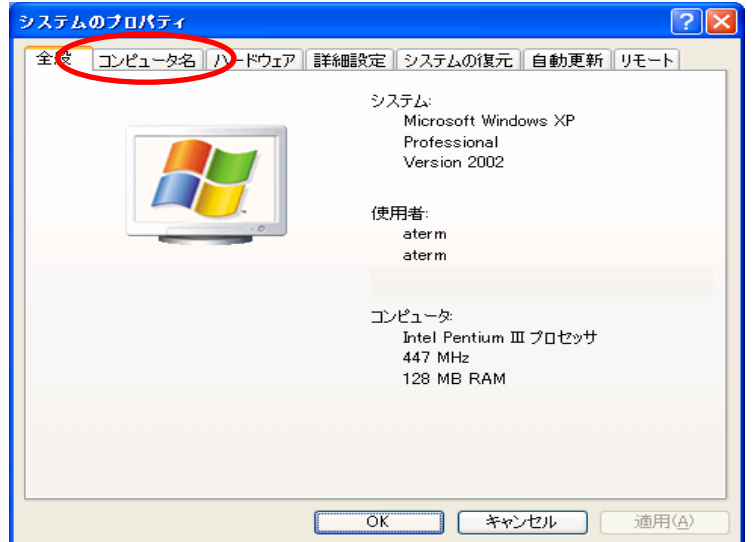 システムのプロパティ
全般 コンピュータ名 ハードウェア 詳細設定 システムの復元 自動更新 リモート
システム:
Microsoft Windows XP
Professional
Version 2002
使用者:
aterm
aterm
コンピュータ:
Intel Pentium III プロセッサ
447 MHz
128 MB RAM
OK キャンセル 適用(A)